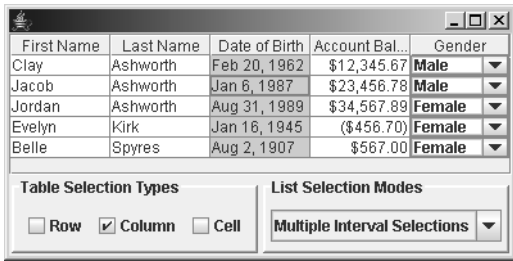 First Name Last Name Date of Birth Account Bal... Gender
Clay Ashworth Feb 20, 1962 $12,345.67 Male
Jacob Ashworth Jan 6, 1987 $23,456.78 Male
Jordan Ashworth Aug 31, 1989 $34,567.89 Female
Evelyn Kirk Jan 16, 1945 ($456.70) Female
Belle Spyres Aug 2, 1907 $567.00 Female
Table Selection Types List Selection Modes
Row Column Cell Multiple Interval Selections